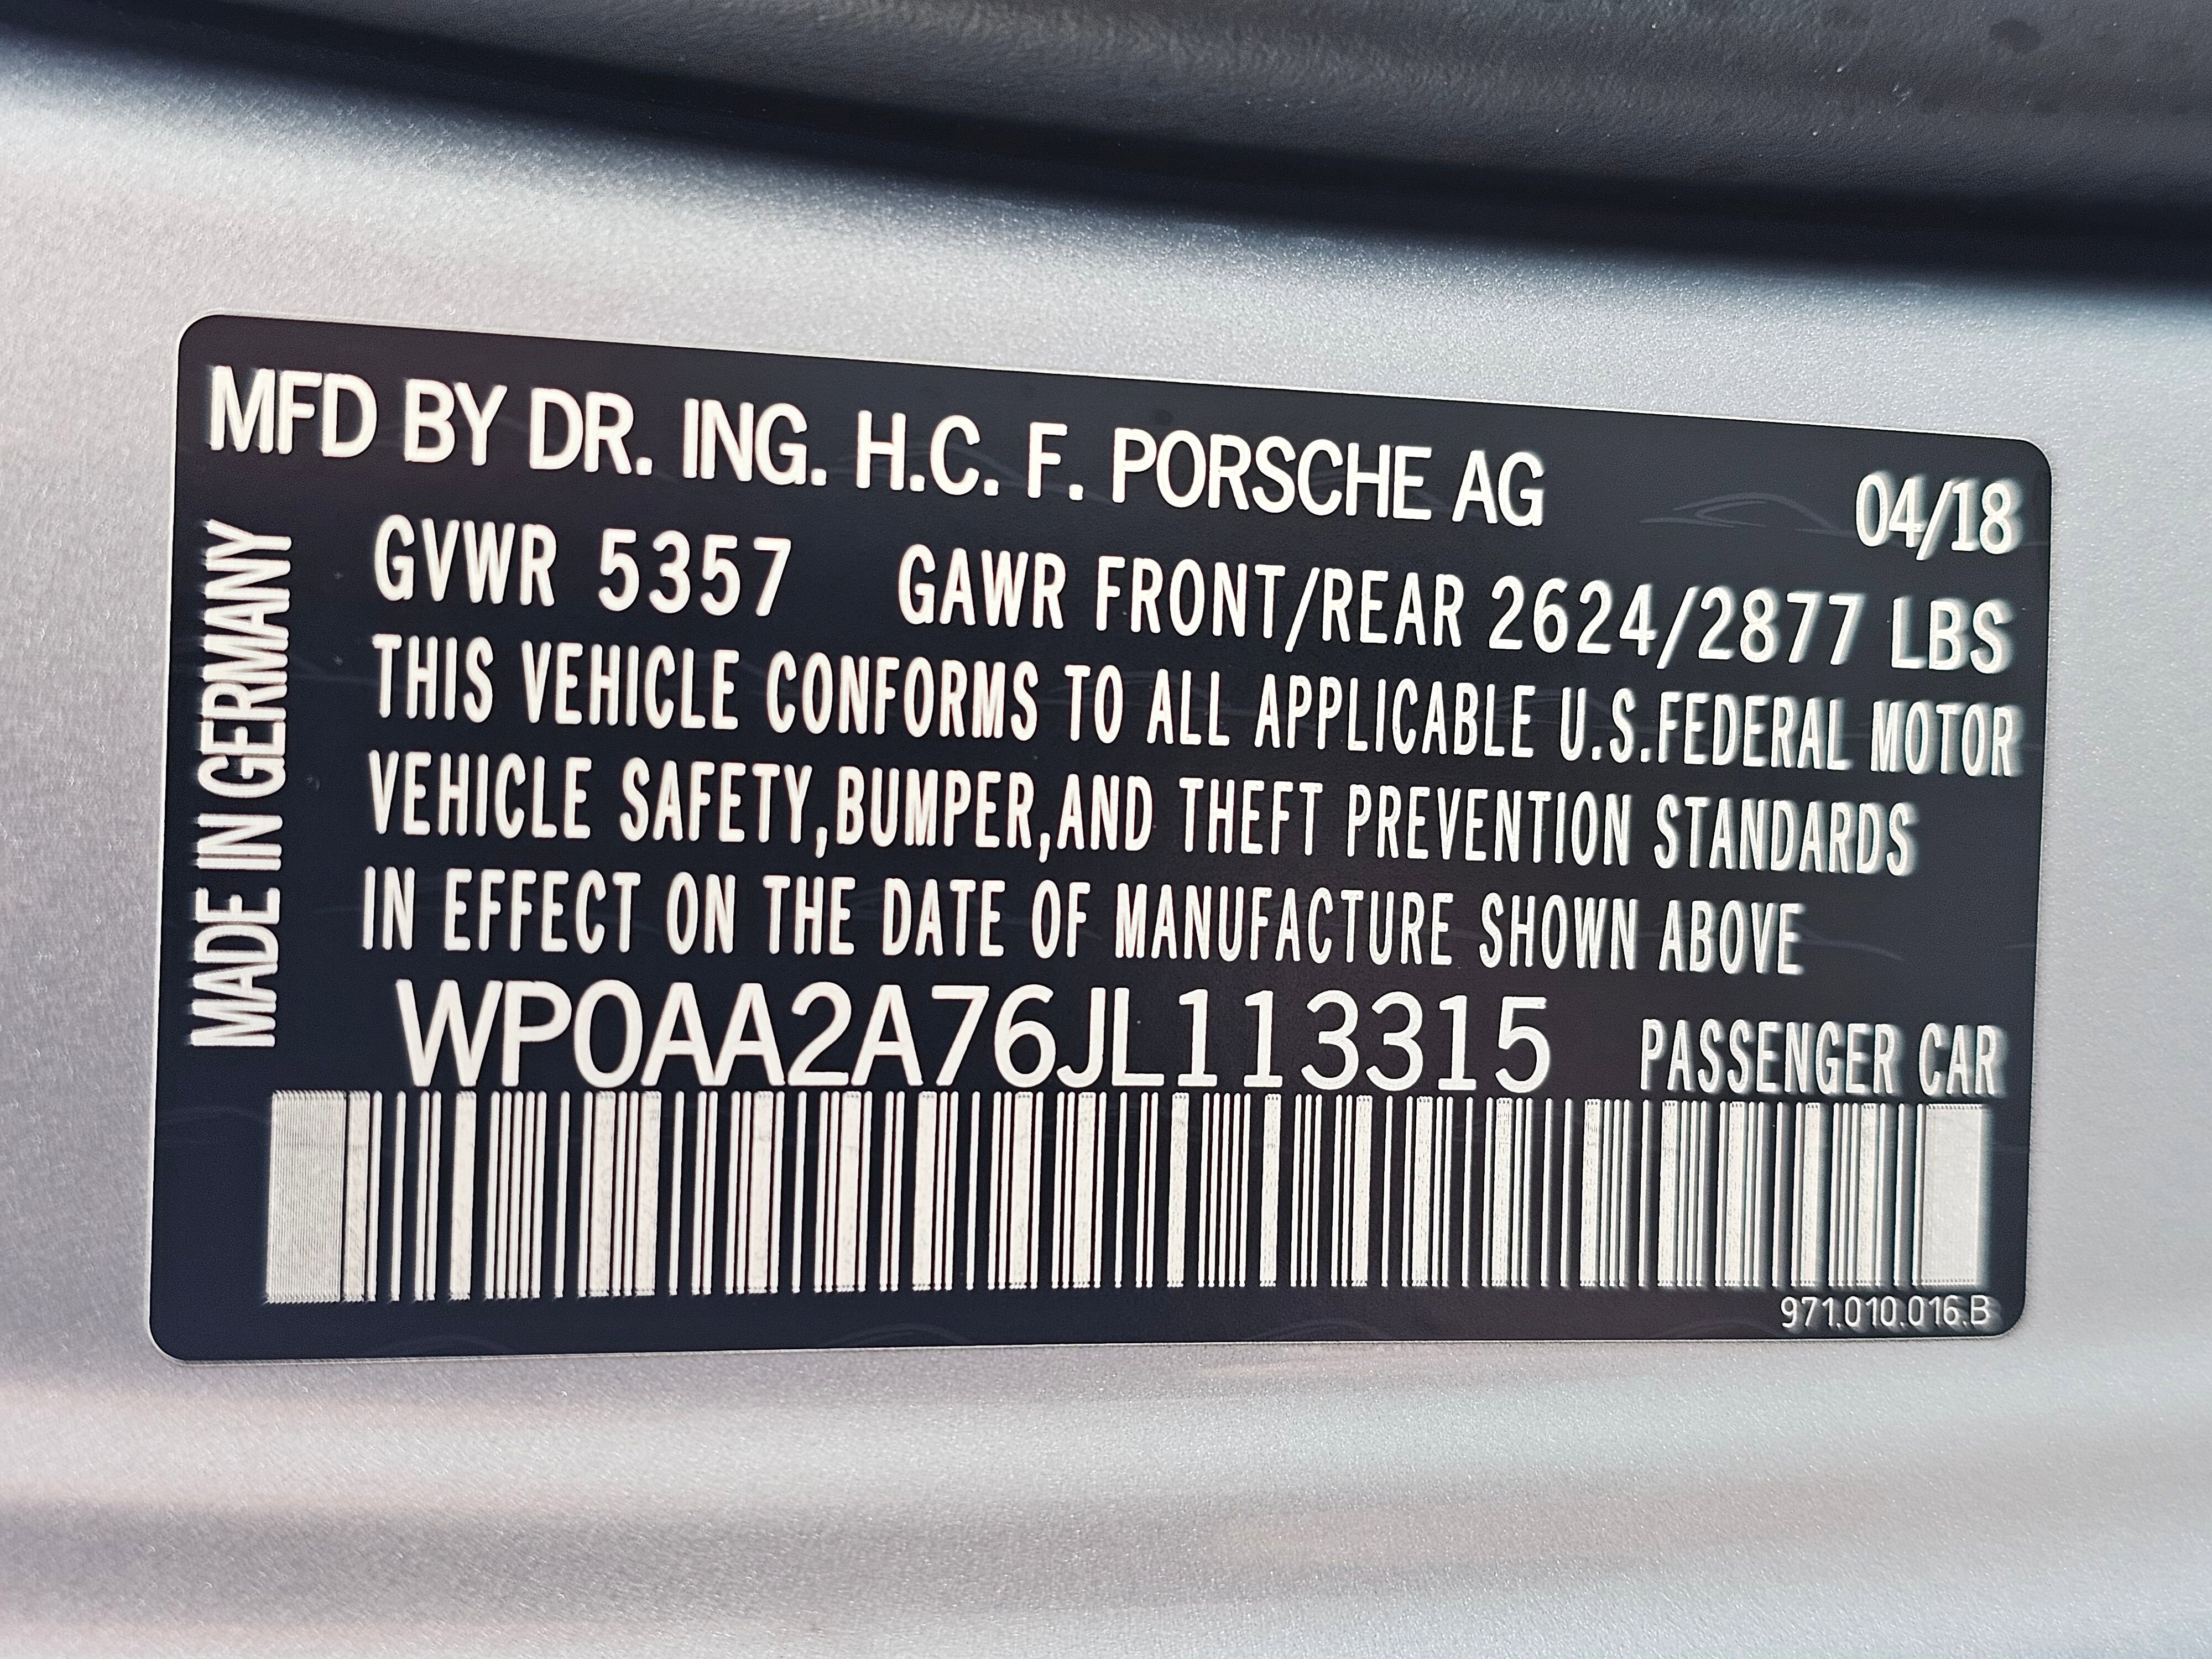 MFD BY DR. ING. H.C. F. PORSCHE AG 04/18
MADE IN GERMANY
GVWR 5357 GAWR FRONT/REAR 2624/2877 LBS
THIS VEHICLE CONFORMS TO ALL APPLICABLE U.S.FEDERAL MOTOR
VEHICLE SAFETY,BUMPER,AND THEFT PREVENTION STANDARDS
IN EFFECT ON THE DATE OF MANUFACTURE SHOWN ABOVE
WP0AA2A76JL113315 PASSENGER CAR
971.010.016.B